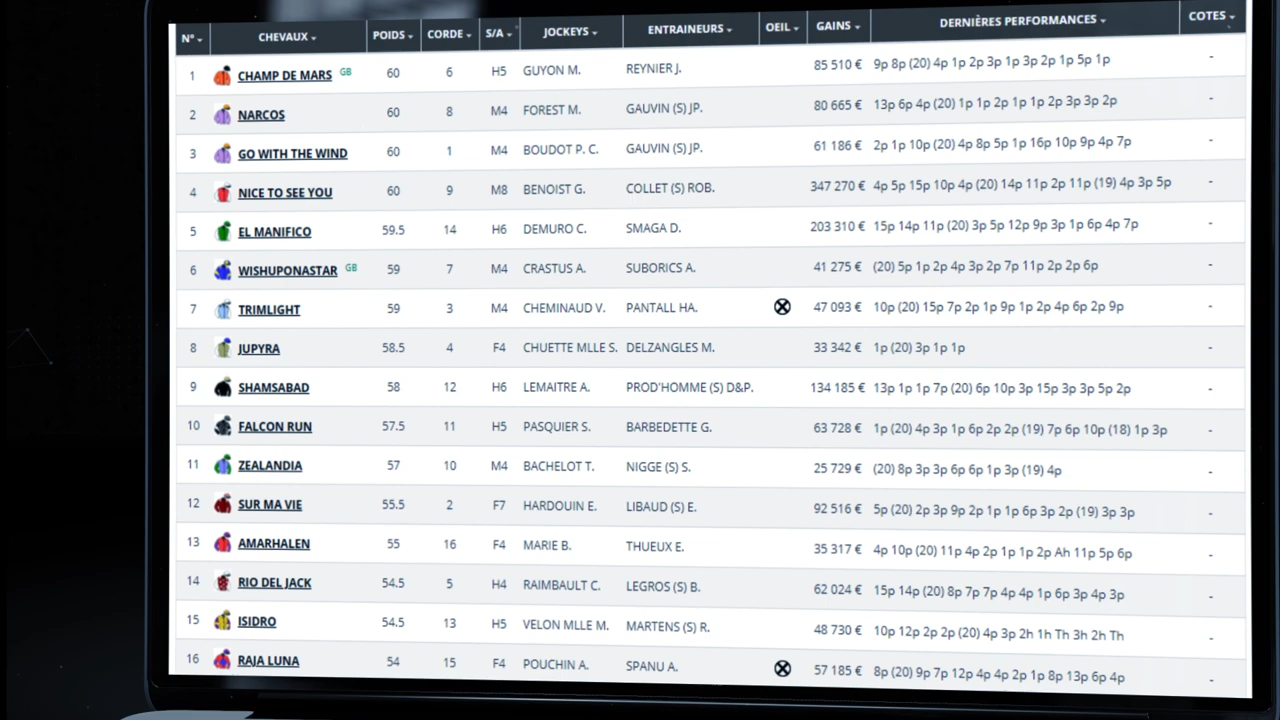 N° CHEVAUX POIDS CORDE S/A JOCKEYS ENTRAINEURS OEIL GAINS DERNIÈRES PERFORMANCES COTES
1 CHAMP DE MARS GB 60 6 H5 GUYON M. REYNIER J. 85 510 € 9p 8p (20) 4p 1p 2p 3p 1p 3p 2p 1p 5p 1p -
2 NARCOS 60 8 M4 FOREST M. GAUVIN (S) JP. 80 665 € 13p 6p 4p (20) 1p 1p 2p 1p 1p 2p 3p 3p 2p -
3 GO WITH THE WIND 60 1 M4 BOUDOT P. C. GAUVIN (S) JP. 61 186 € 2p 1p 10p (20) 4p 8p 5p 1p 16p 10p 9p 4p 7p -
4 NICE TO SEE YOU 60 9 M8 BENOIST G. COLLET (S) ROB. 347 270 € 4p 5p 15p 10p 4p (20) 14p 11p 2p 11p (19) 4p 3p 5p -
5 EL MANIFICO 59.5 14 H6 DEMURO C. SMAGA D. 203 310 € 15p 14p 11p (20) 3p 5p 12p 9p 3p 1p 6p 4p 7p -
6 WISHUPONASTAR GB 59 7 M4 CRASTUS A. SUBORICS A. 41 275 € (20) 5p 1p 2p 4p 3p 2p 7p 11p 2p 2p 6p -
7 TRIMLIGHT 59 3 M4 CHEMINAUD V. PANTALL HA. 47 093 € 10p (20) 15p 7p 2p 1p 9p 1p 2p 4p 6p 2p 9p -
8 JUPYRA 58.5 4 F4 CHUETTE MLLE S. DELZANGLES M. 33 342 € 1p (20) 3p 1p 1p -
9 SHAMSABAD 58 12 H6 LEMAITRE A. PROD'HOMME (S) D&P. 134 185 € 13p 1p 1p 7p (20) 6p 10p 3p 15p 3p 3p 5p 2p -
10 FALCON RUN 57.5 11 H5 PASQUIER S. BARBEDETTE G. 63 728 € 1p (20) 4p 3p 1p 6p 2p 2p (19) 7p 6p 10p (18) 1p 3p -
11 ZEALANDIA 57 10 M4 BACHELOT T. NIGGE (S) S. 25 729 € (20) 8p 3p 3p 6p 6p 1p 3p (19) 4p -
12 SUR MA VIE 55.5 2 F7 HARDOUIN E. LIBAUD (S) E. 92 516 € 5p (20) 2p 3p 9p 2p 1p 1p 6p 3p 2p (19) 3p 3p -
13 AMARHALEN 55 16 F4 MARIE B. THUEUX E. 35 317 € 4p 10p (20) 11p 4p 2p 1p 1p 2p Ah 11p 5p 6p -
14 RIO DEL JACK 54.5 5 H4 RAIMBAULT C. LEGROS (S) B. 62 024 € 15p 14p (20) 8p 7p 7p 4p 4p 1p 6p 3p 4p 3p -
15 ISIDRO 54.5 13 H5 VELON MLLE M. MARTENS (S) R. 48 730 € 10p 12p 2p 2p (20) 4p 3p 2h 1h Th 3h 2h Th -
16 RAJA LUNA 54 15 F4 POUCHIN A. SPANU A. 57 185 € 8p (20) 9p 7p 12p 4p 4p 2p 1p 8p 13p 6p 4p -